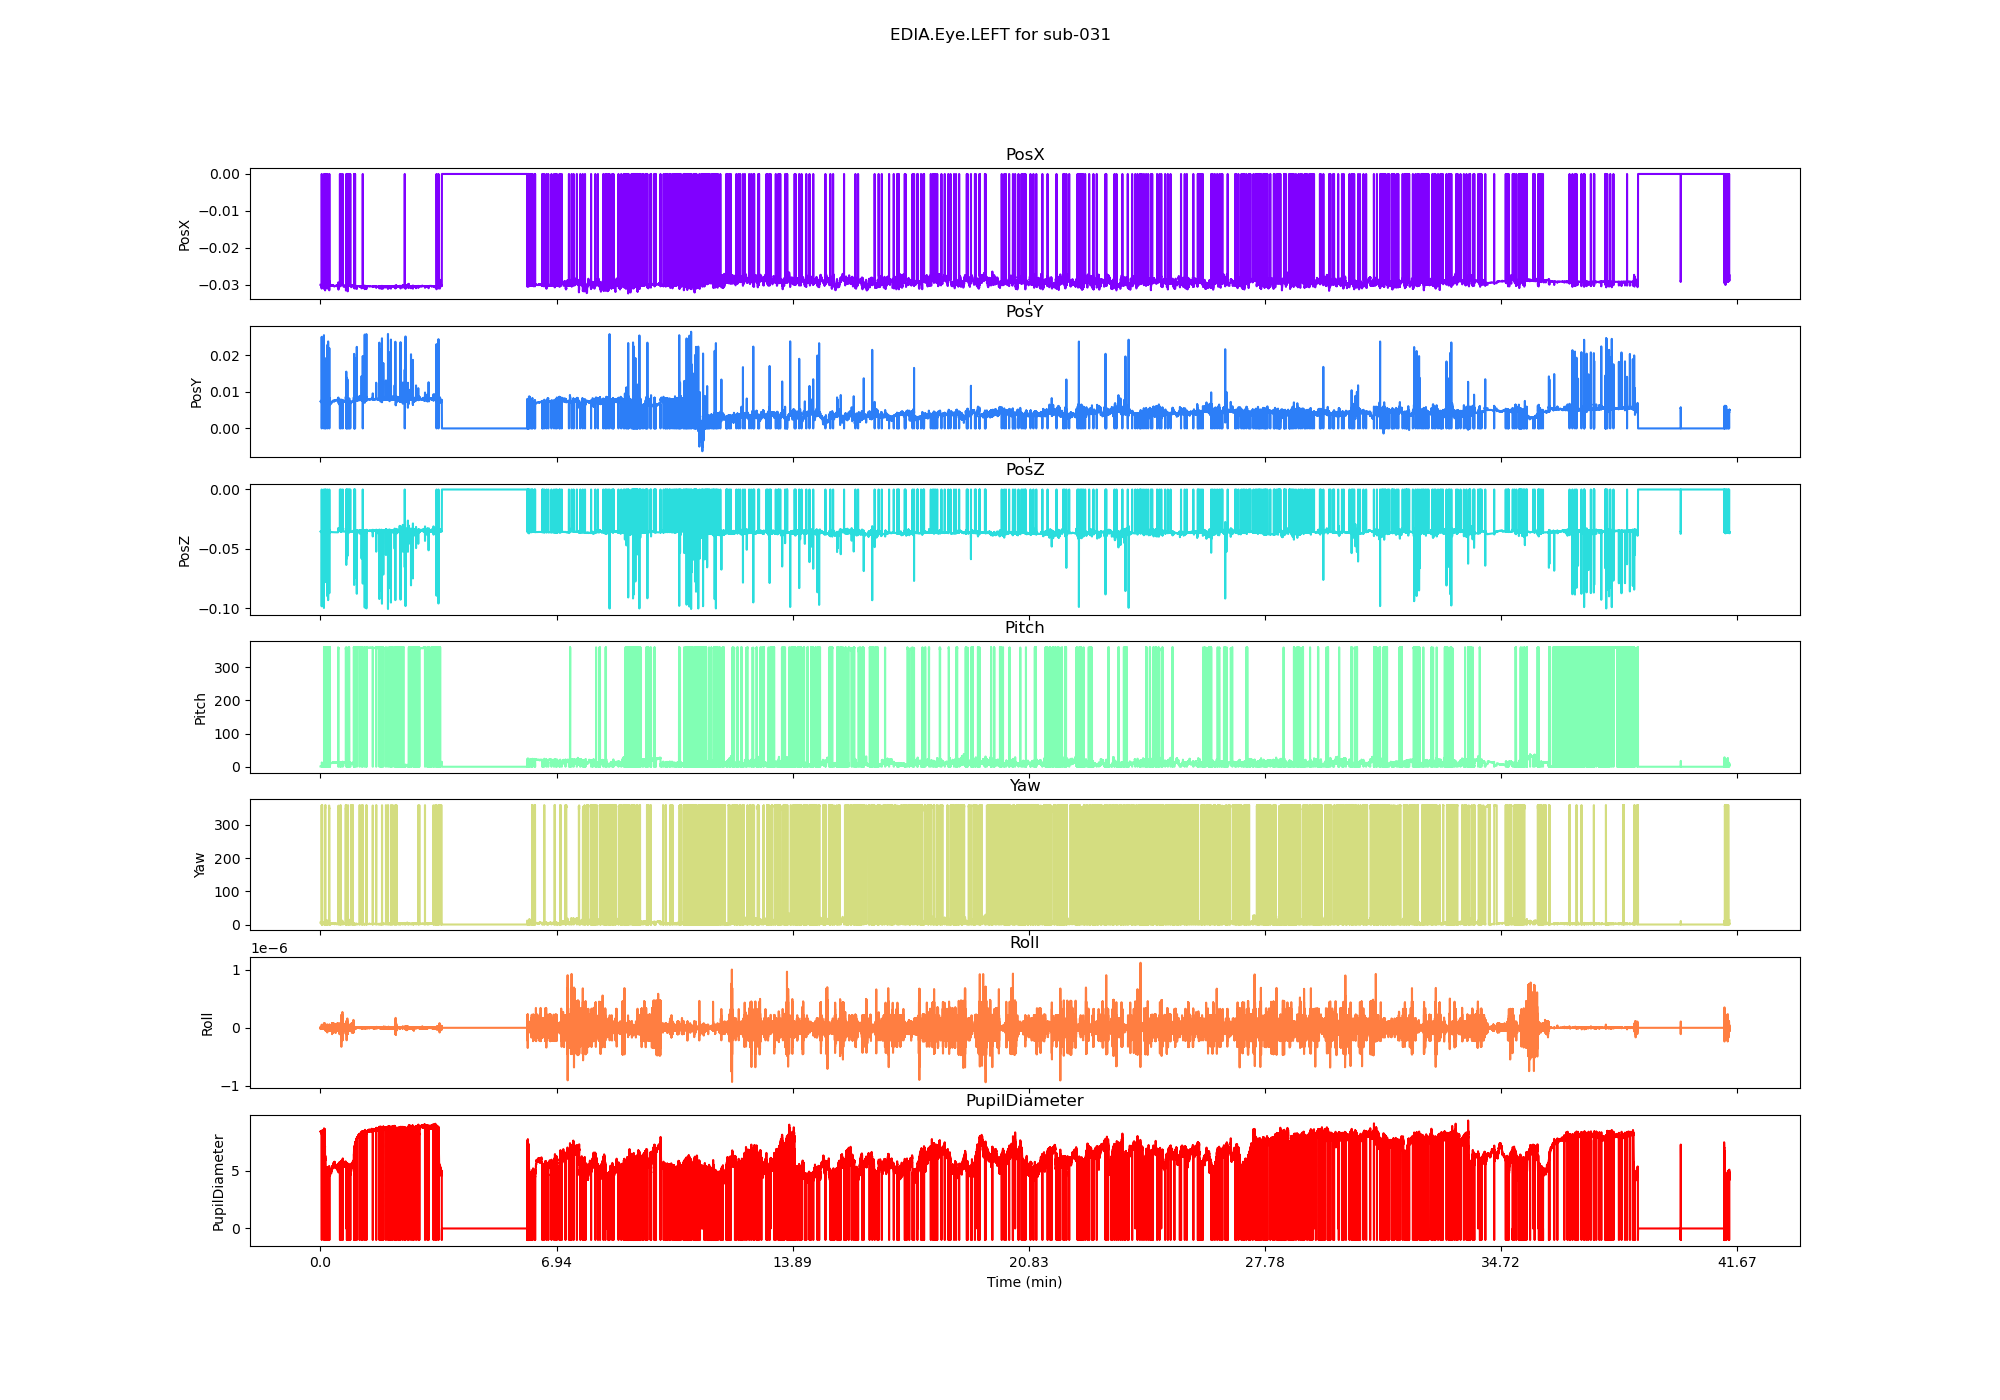 EDIA.Eye.LEFT for sub-031
PosX
0.00
−0.01
−0.02
−0.03
PosX
PosY
0.02
0.01
0.00
PosY
PosZ
0.00
−0.05
−0.10
PosZ
Pitch
300
200
100
0
Pitch
Yaw
300
200
100
0
Yaw
1e−6
Roll
1
0
−1
Roll
PupilDiameter
5
0
PupilDiameter
0.0 6.94 13.89 20.83 27.78 34.72 41.67
Time (min)